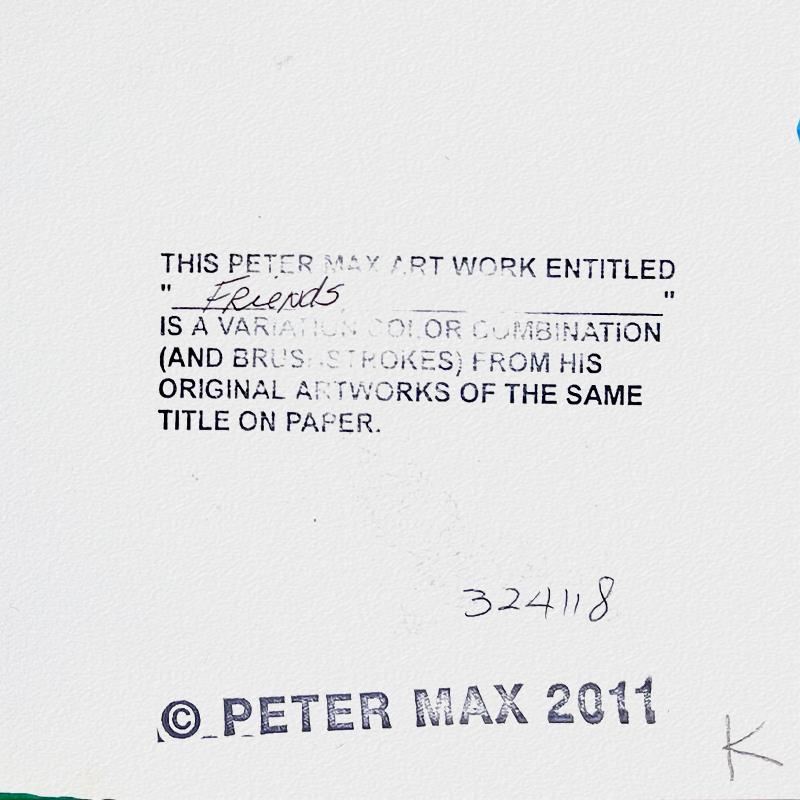 THIS PETER MAX ART WORK ENTITLED
" Friends "
IS A VARIATION COLOR COMBINATION
(AND BRUSHSTROKES) FROM HIS
ORIGINAL ARTWORKS OF THE SAME
TITLE ON PAPER.
324118
© PETER MAX 2011
K